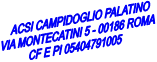 ACSI CAMPIDOGLIO PALATINO
VIA MONTECATINI 5 - 00186 ROMA
CF E PI 05404791005